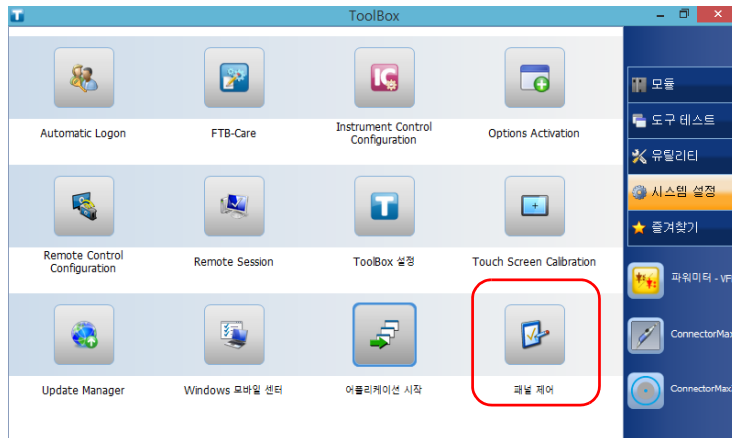 ToolBox
Automatic Logon
FTB-Care
Instrument Control
Configuration
Options Activation
Remote Control
Configuration
Remote Session
ToolBox 설정
Touch Screen Calibration
Update Manager
Windows 모바일 센터
어플리케이션 시작
패널 제어
모듈
도구 테스트
유틸리티
시스템 설정
즐겨찾기
파워미터 - VF
ConnectorMax
ConnectorMax